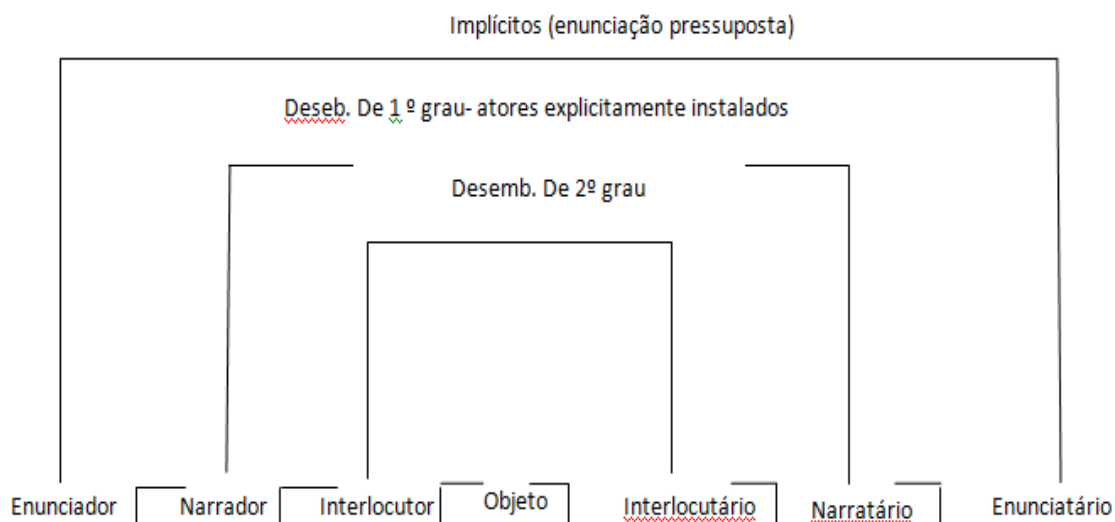 Implícitos (enunciação pressuposta)
Deseb. De 1 º grau- atores explicitamente instalados
Desemb. De 2º grau
Enunciador Narrador Interlocutor Objeto Interlocutário Narratário Enunciatário